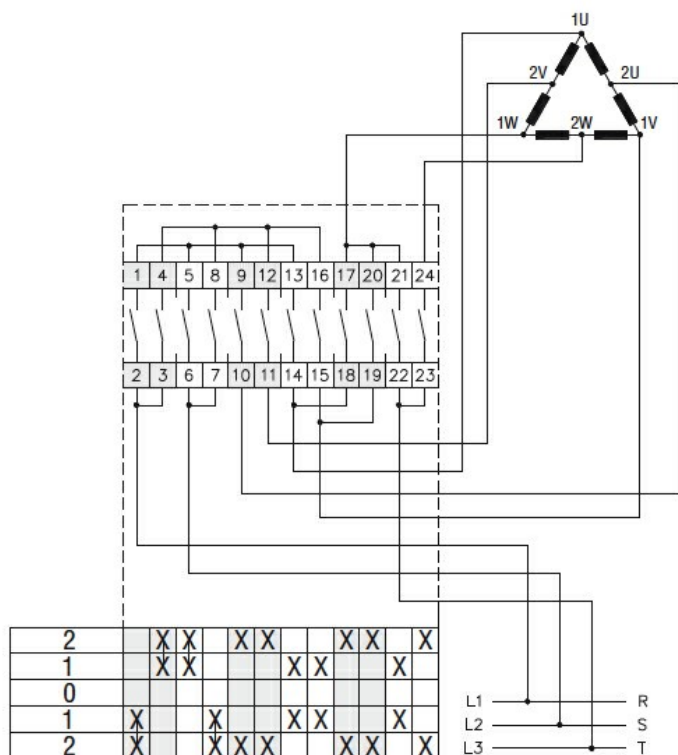 1U
2V 2U
1W 2W 1V
1 4 5 8 9 12 13 16 17 20 21 24
2 3 6 7 10 11 14 15 18 19 22 23
2 X X X X X X X
1 X X X X X
0
1 X X X X X
2 X X X X X X X
L1 R
L2 S
L3 T